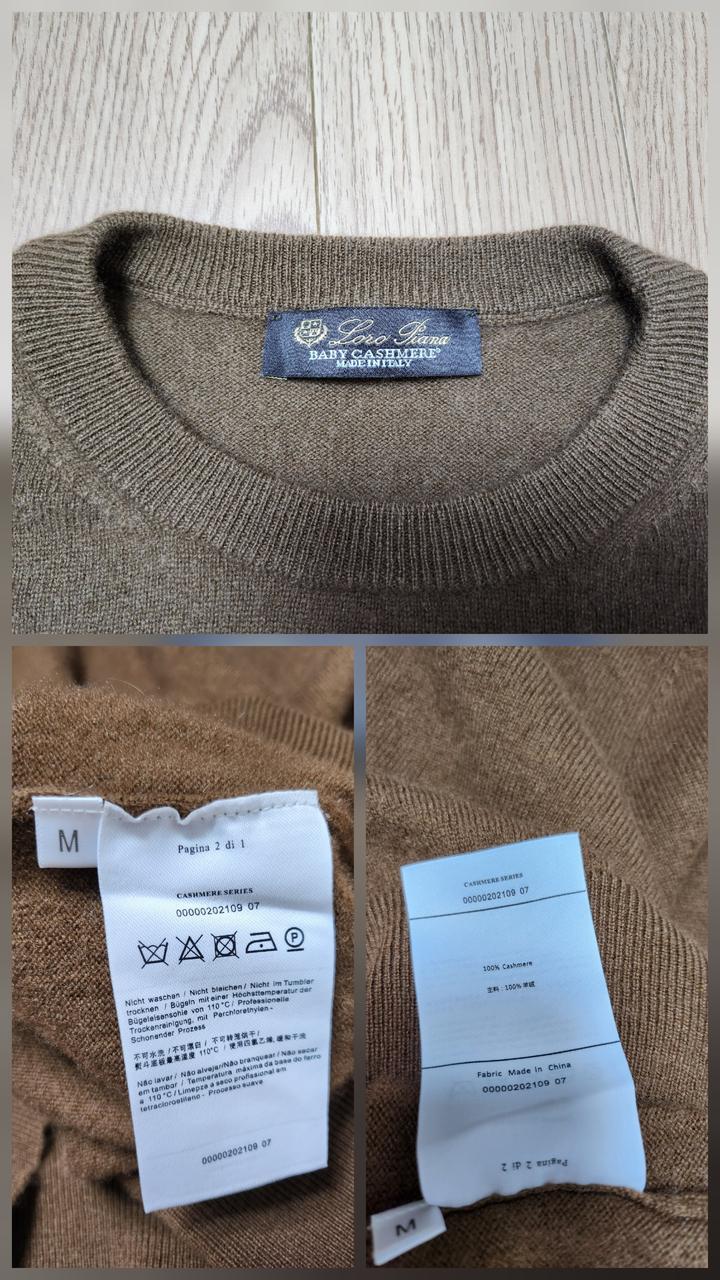 Loro Piana
BABY CASHMERE®
MADE IN ITALY
M
Pagina 2 di 1
CASHMERE SERIES
00000202109 07
P
Nicht waschen / Nicht bleichen / Nicht im Tumbler
trocknen / Bügeln mit einer Höchsttemperatur der
Bügeleisensohle von 110°C / Professionelle
Trockenreinigung, mit Perchlorethylen -
Schonender Prozess
不可水洗 / 不可漂白 / 不可转笼烘干 /
熨斗底板最高温度 110°C / 使用四氯乙烯,缓和干洗
Não lavar / Não alvejar/Não branquear / Não secar
em tambor / Temperatura máxima da base do ferro
a 110°C / Limpeza a seco profissional em
tetracloroetileno - Processo suave
00000202109 07
CASHMERE SERIES
00000202109 07
100% Cashmere
主料 : 100% 羊绒
Fabric Made In China
00000202109 07
Pagina 2 di 2
M